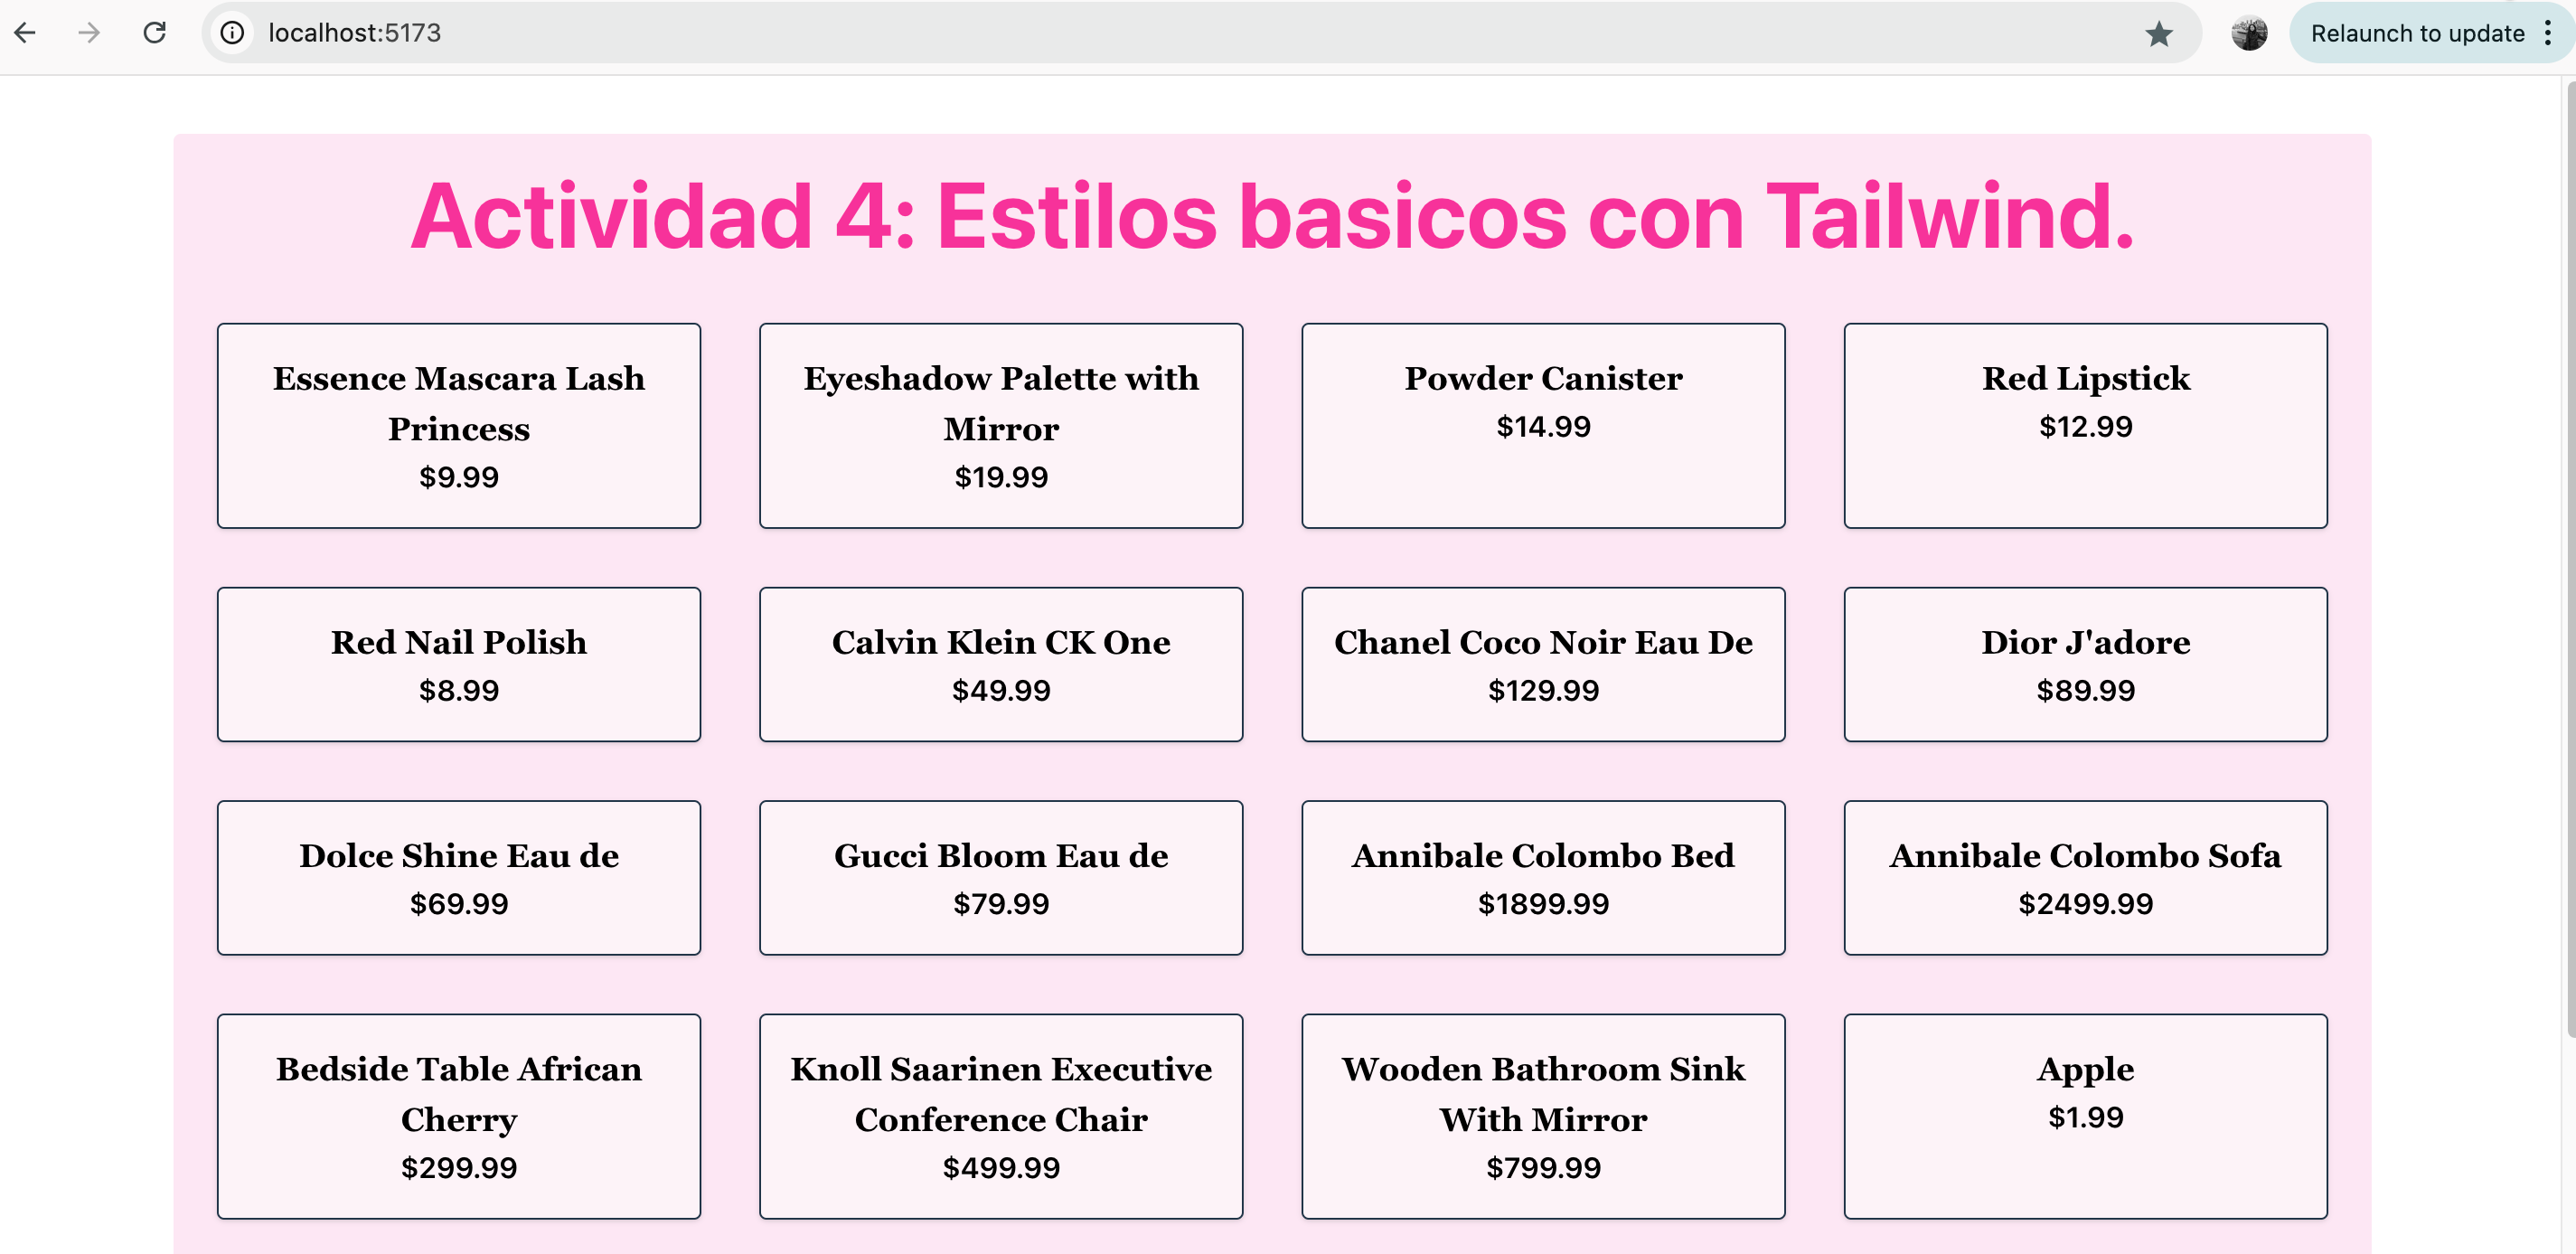 localhost:5173
Relaunch to update
Actividad 4: Estilos basicos con Tailwind.
Essence Mascara Lash
Princess
$9.99
Eyeshadow Palette with
Mirror
$19.99
Powder Canister
$14.99
Red Lipstick
$12.99
Red Nail Polish
$8.99
Calvin Klein CK One
$49.99
Chanel Coco Noir Eau De
$129.99
Dior J'adore
$89.99
Dolce Shine Eau de
$69.99
Gucci Bloom Eau de
$79.99
Annibale Colombo Bed
$1899.99
Annibale Colombo Sofa
$2499.99
Bedside Table African
Cherry
$299.99
Knoll Saarinen Executive
Conference Chair
$499.99
Wooden Bathroom Sink
With Mirror
$799.99
Apple
$1.99